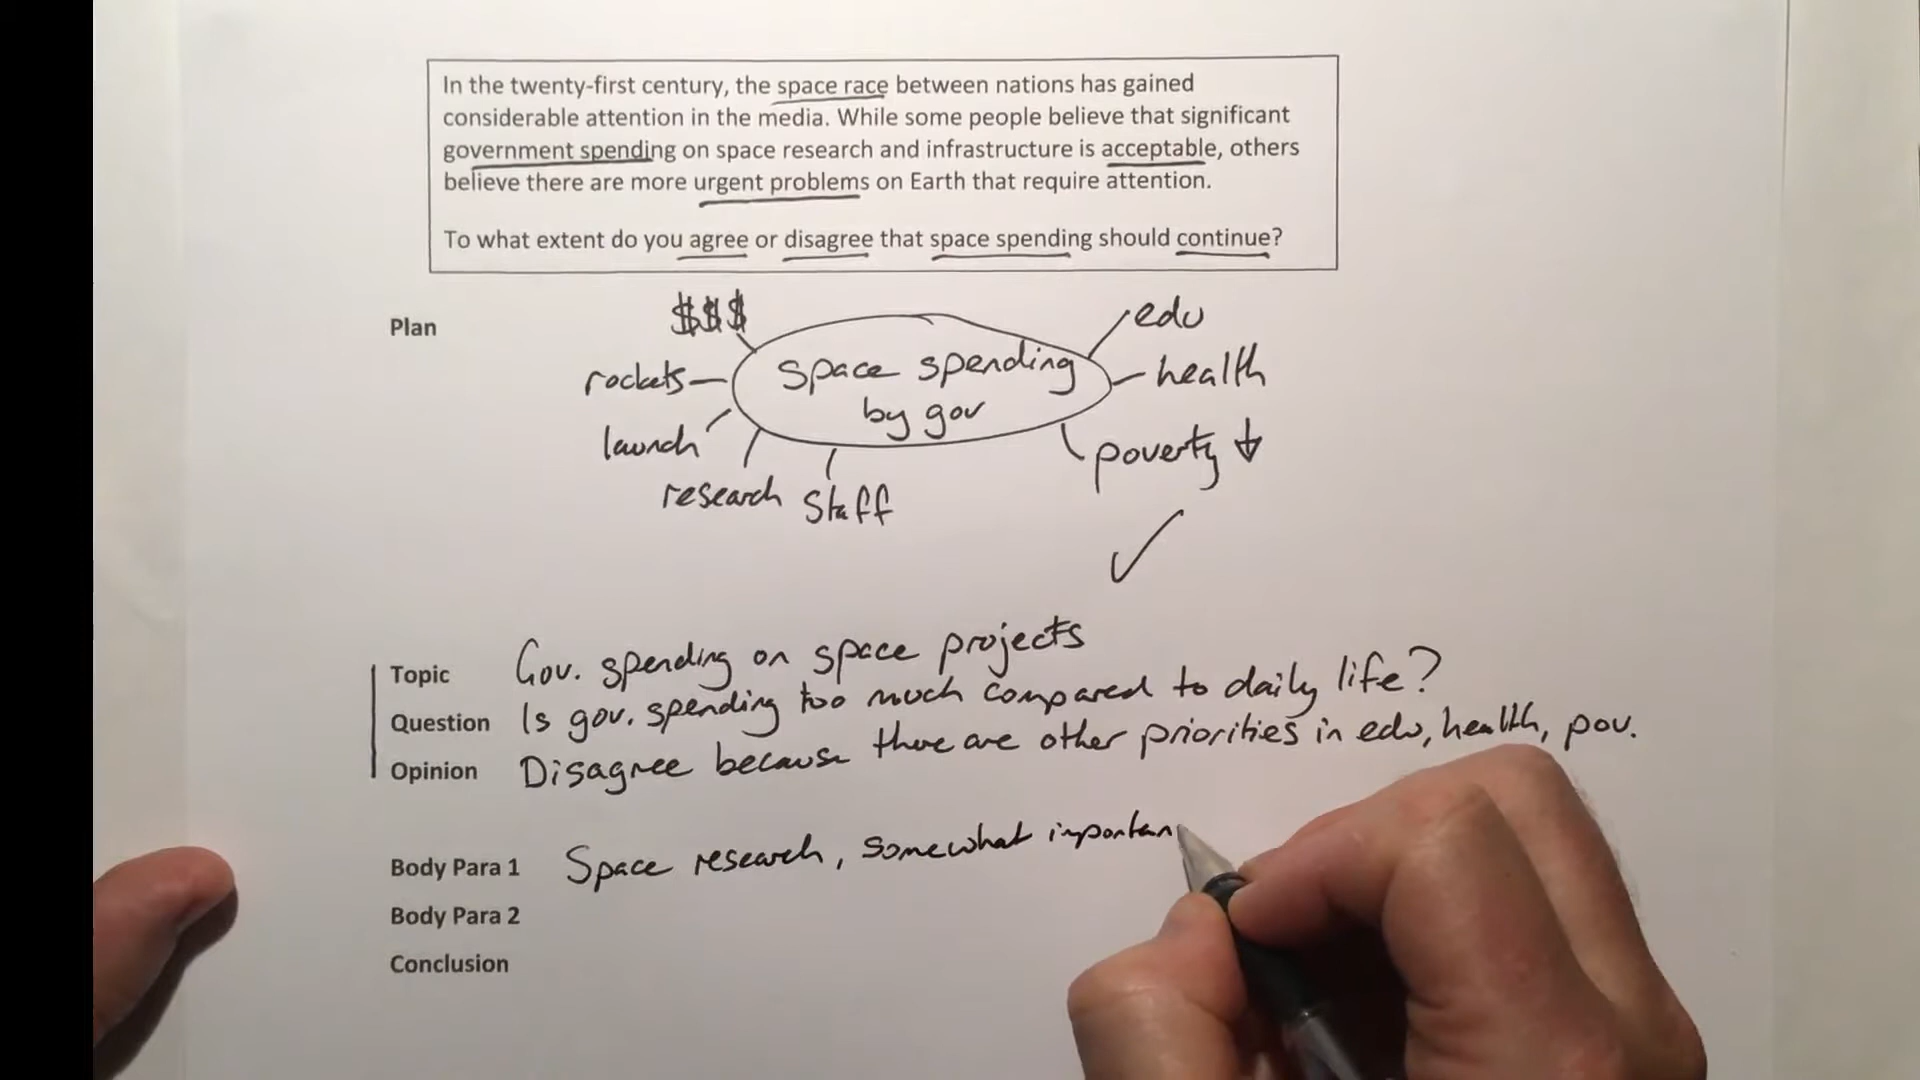 In the twenty-first century, the space race between nations has gained
considerable attention in the media. While some people believe that significant
government spending on space research and infrastructure is acceptable, others
believe there are more urgent problems on Earth that require attention.
To what extent do you agree or disagree that space spending should continue?
Plan
$$$
edu
rockets
space spending
health
by gov
launch
poverty ↓
research
staff
✓
Topic Gov. spending on space projects
Question Is gov. spending too much compared to daily life?
Opinion Disagree because there are other priorities in edu, health, pov.
Body Para 1 Space research, somewhat importan
Body Para 2
Conclusion